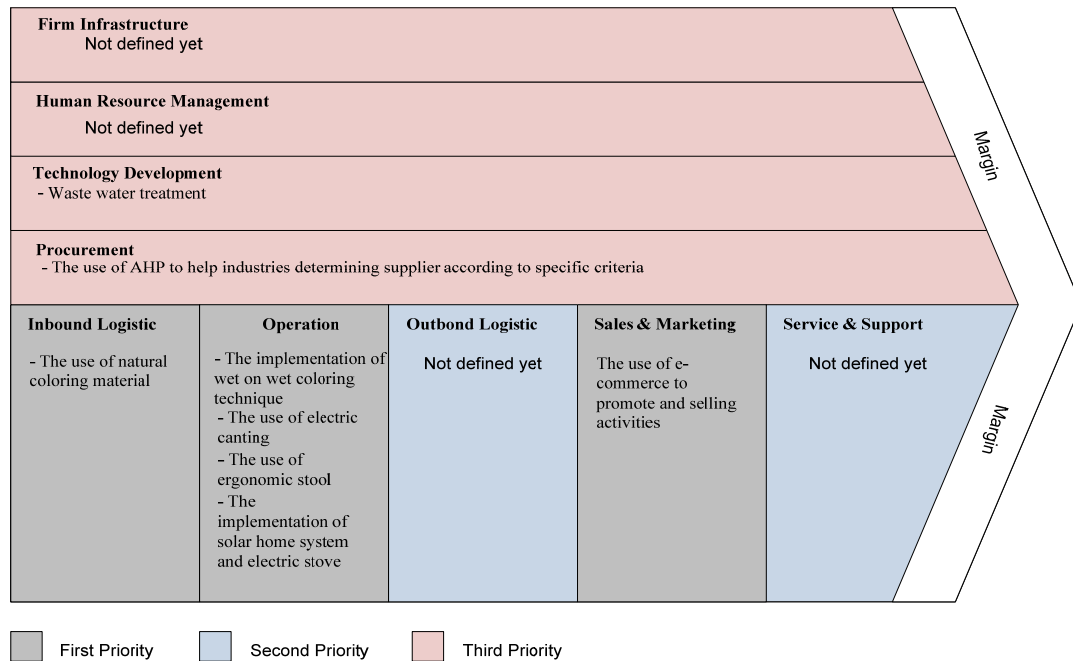 Firm Infrastructure
Not defined yet
Human Resource Management
Not defined yet
Technology Development
- Waste water treatment
Procurement
- The use of AHP to help industries determining supplier according to specific criteria
Margin
Inbound Logistic
- The use of natural
coloring material
Operation
- The implementation of
wet on wet coloring
technique
- The use of electric
canting
- The use of
ergonomic stool
- The
implementation of
solar home system
and electric stove
Outbond Logistic
Not defined yet
Sales & Marketing
The use of e-
commerce to
promote and selling
activities
Service & Support
Not defined yet
Margin
First Priority
Second Priority
Third Priority